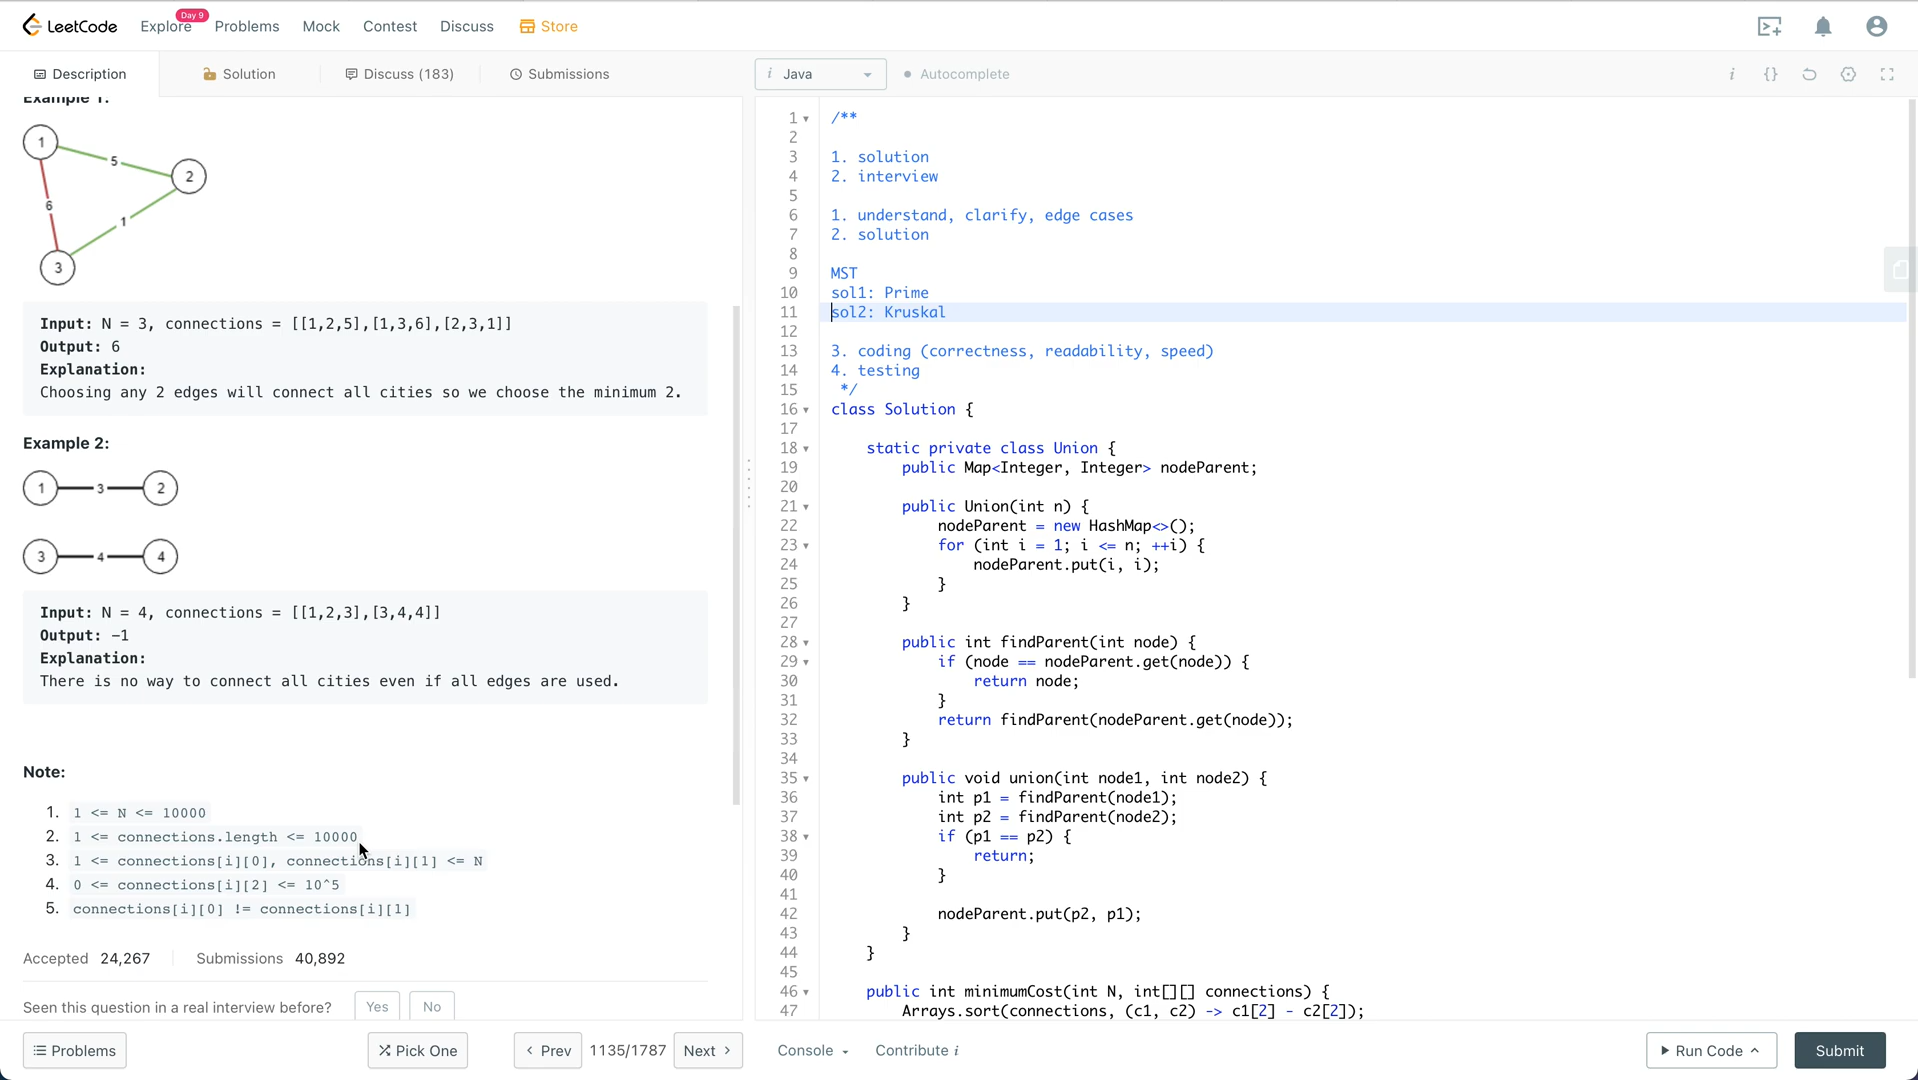 LeetCode
Explore
Day 9
Problems
Mock
Contest
Discuss
Store
Description
Solution
Discuss (183)
Submissions
i Java
Autocomplete
i
{}
Example 1:
1
5
2
6
1
3
Input: N = 3, connections = [[1,2,5],[1,3,6],[2,3,1]]
Output: 6
Explanation:
Choosing any 2 edges will connect all cities so we choose the minimum 2.
Example 2:
1
3
2
3
4
4
Input: N = 4, connections = [[1,2,3],[3,4,4]]
Output: -1
Explanation:
There is no way to connect all cities even if all edges are used.
Note:
1. 1 <= N <= 10000
2. 1 <= connections.length <= 10000
3. 1 <= connections[i][0], connections[i][1] <= N
4. 0 <= connections[i][2] <= 10^5
5. connections[i][0] != connections[i][1]
Accepted 24,267
Submissions 40,892
Seen this question in a real interview before?
Yes
No
1 /**
2
3 1. solution
4 2. interview
5
6 1. understand, clarify, edge cases
7 2. solution
8
9 MST
10 sol1: Prime
11 sol2: Kruskal
12
13 3. coding (correctness, readability, speed)
14 4. testing
15 */
16 class Solution {
17
18 static private class Union {
19 public Map<Integer, Integer> nodeParent;
20
21 public Union(int n) {
22 nodeParent = new HashMap<>();
23 for (int i = 1; i <= n; ++i) {
24 nodeParent.put(i, i);
25 }
26 }
27
28 public int findParent(int node) {
29 if (node == nodeParent.get(node)) {
30 return node;
31 }
32 return findParent(nodeParent.get(node));
33 }
34
35 public void union(int node1, int node2) {
36 int p1 = findParent(node1);
37 int p2 = findParent(node2);
38 if (p1 == p2) {
39 return;
40 }
41
42 nodeParent.put(p2, p1);
43 }
44 }
45
46 public int minimumCost(int N, int[][] connections) {
47 Arrays.sort(connections, (c1, c2) -> c1[2] - c2[2]);
Problems
Pick One
Prev
1135/1787
Next
Console
Contribute i
Run Code
Submit